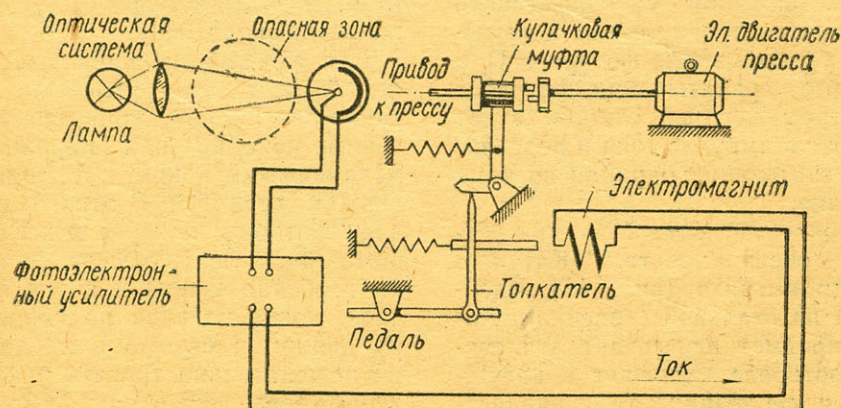 Оптическая
система
Опасная зона
Лампа
Привод
к прессу
Кулачковая
муфта
Эл. двигатель
пресса
Электромагнит
Фотоэлектрон-
ный усилитель
Толкатель
Педаль
Ток